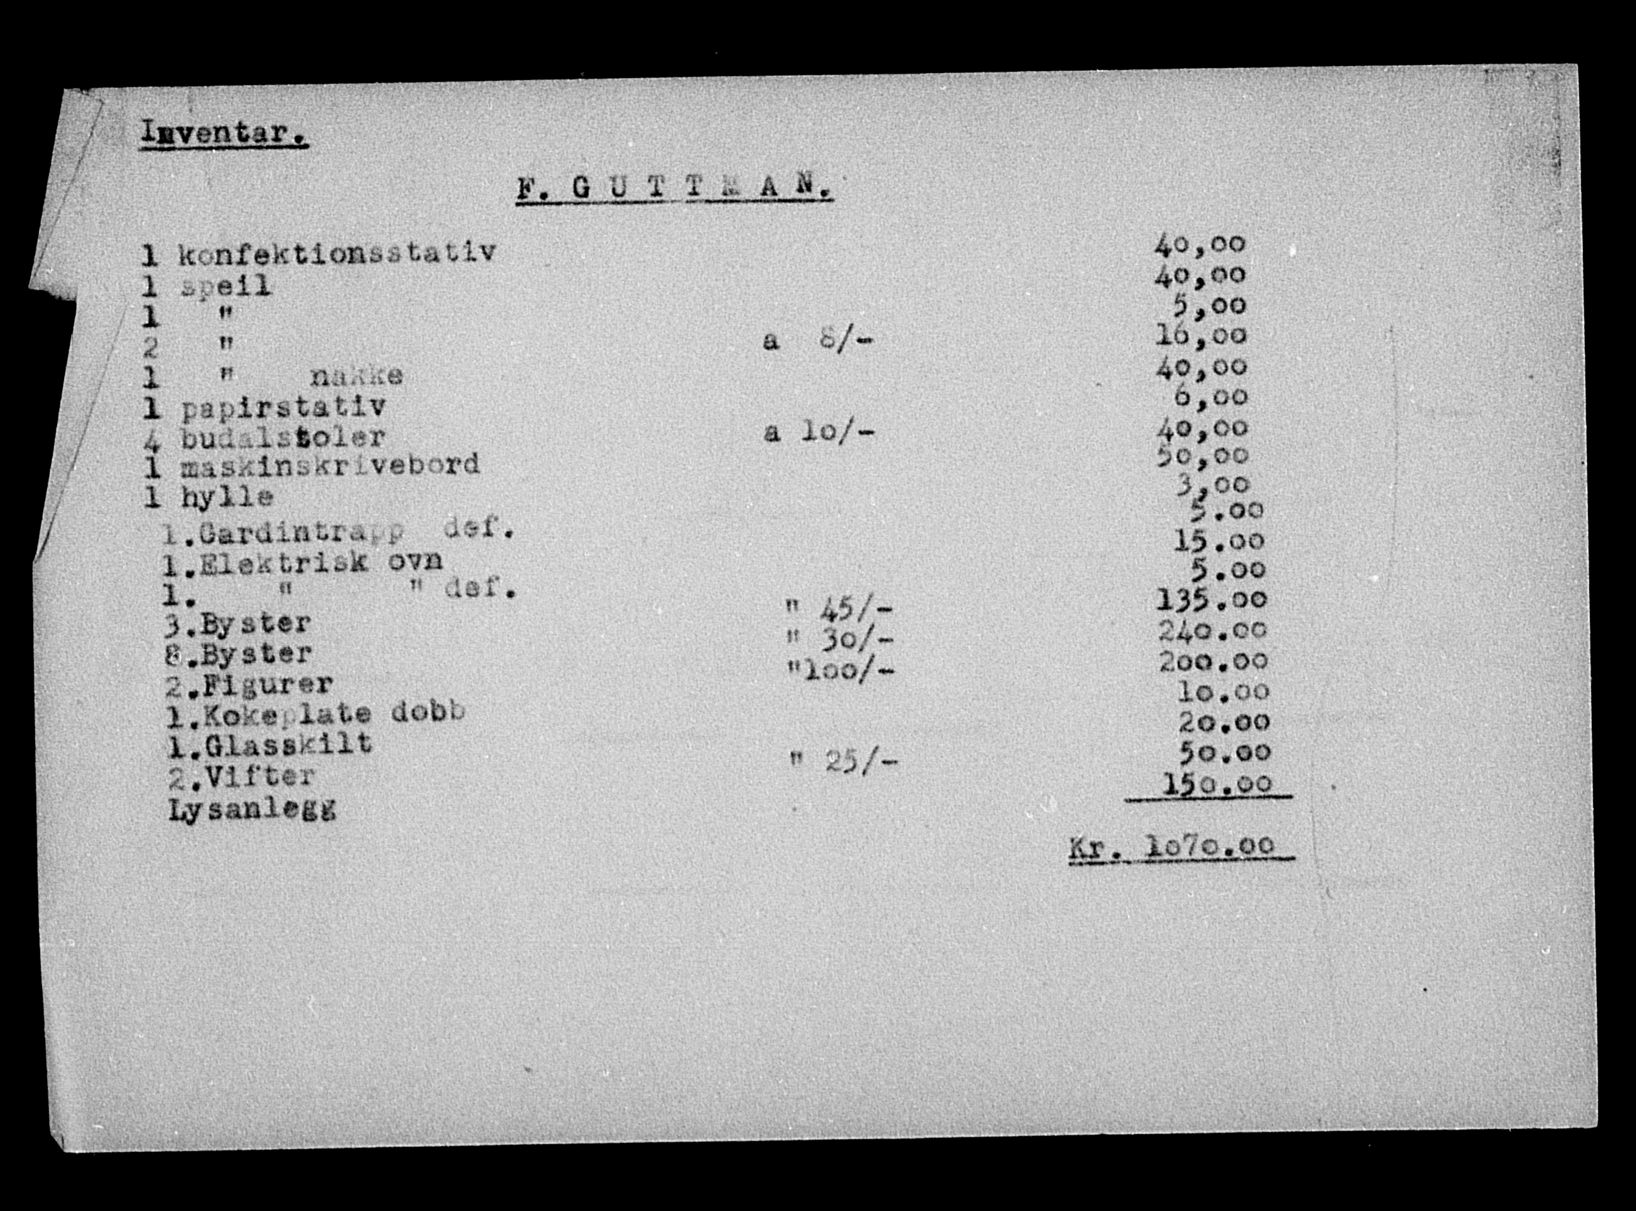 Inventar.
F. G U T T M A N.
1 konfektionsstativ 40,00
1 speil 40,00
1 " 5,00
2 " a 8/- 16,00
1 " nakke 40,00
1 papirstativ 6,00
4 budalstoler a 10/- 40,00
1 maskinskrivebord 50,00
1 hylle 3,00
1.Gardintrapp def. 5.00
1.Elektrisk ovn 15.00
1. " " def. 5.00
3.Byster " 45/- 135.00
8.Byster " 30/- 240.00
2.Figurer "100/- 200.00
1.Kokeplate dobb 10.00
1.Glasskilt 20.00
2.Vifter " 25/- 50.00
Lysanlegg 150.00
Kr. 1070.00